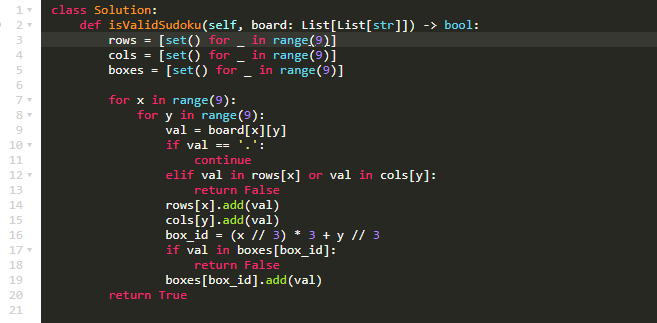 1 class Solution:
2 def isValidSudoku(self, board: List[List[str]]) -> bool:
3 rows = [set() for _ in range(9)]
4 cols = [set() for _ in range(9)]
5 boxes = [set() for _ in range(9)]
6
7 for x in range(9):
8 for y in range(9):
9 val = board[x][y]
10 if val == '.':
11 continue
12 elif val in rows[x] or val in cols[y]:
13 return False
14 rows[x].add(val)
15 cols[y].add(val)
16 box_id = (x // 3) * 3 + y // 3
17 if val in boxes[box_id]:
18 return False
19 boxes[box_id].add(val)
20 return True
21